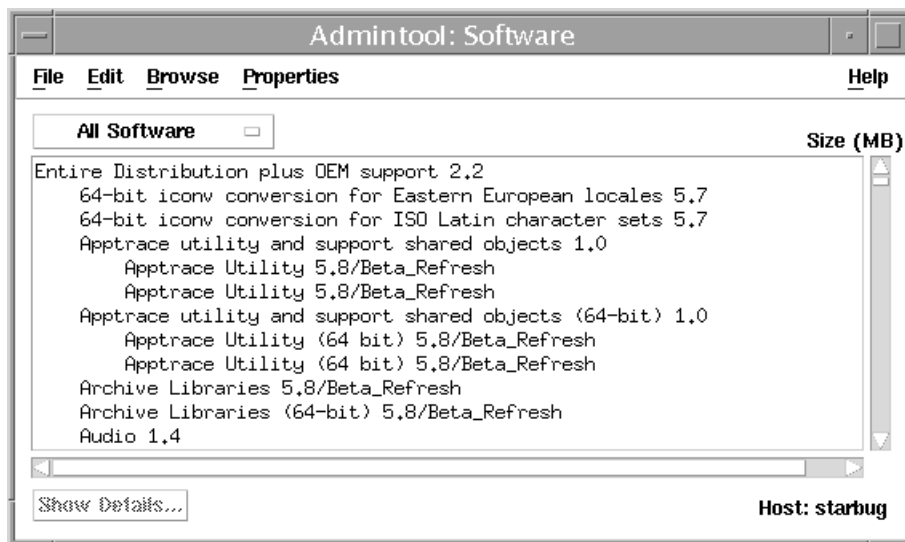 Admintool: Software
File Edit Browse Properties Help
All Software
Size (MB)
Entire Distribution plus OEM support 2.2
64-bit iconv conversion for Eastern European locales 5.7
64-bit iconv conversion for ISO Latin character sets 5.7
Apptrace utility and support shared objects 1.0
Apptrace Utility 5.8/Beta_Refresh
Apptrace Utility 5.8/Beta_Refresh
Apptrace utility and support shared objects (64-bit) 1.0
Apptrace Utility (64 bit) 5.8/Beta_Refresh
Apptrace Utility (64 bit) 5.8/Beta_Refresh
Archive Libraries 5.8/Beta_Refresh
Archive Libraries (64-bit) 5.8/Beta_Refresh
Audio 1.4
Show Details...
Host: starbug